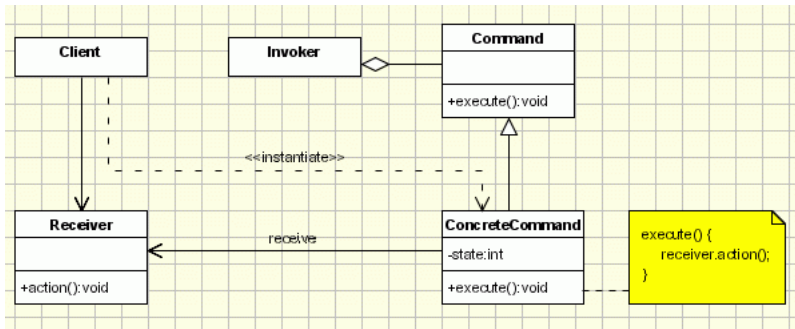 Client
Invoker
Command
+execute():void
<<instantiate>>
Receiver
+action():void
receive
ConcreteCommand
-state:int
+execute():void
execute() {
receiver.action();
}